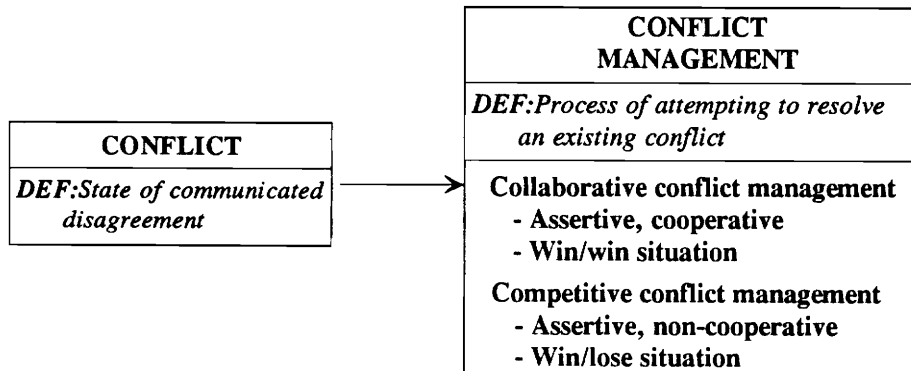 CONFLICT
DEF:State of communicated
disagreement
CONFLICT
MANAGEMENT
DEF:Process of attempting to resolve
an existing conflict
Collaborative conflict management
- Assertive, cooperative
- Win/win situation
Competitive conflict management
- Assertive, non-cooperative
- Win/lose situation